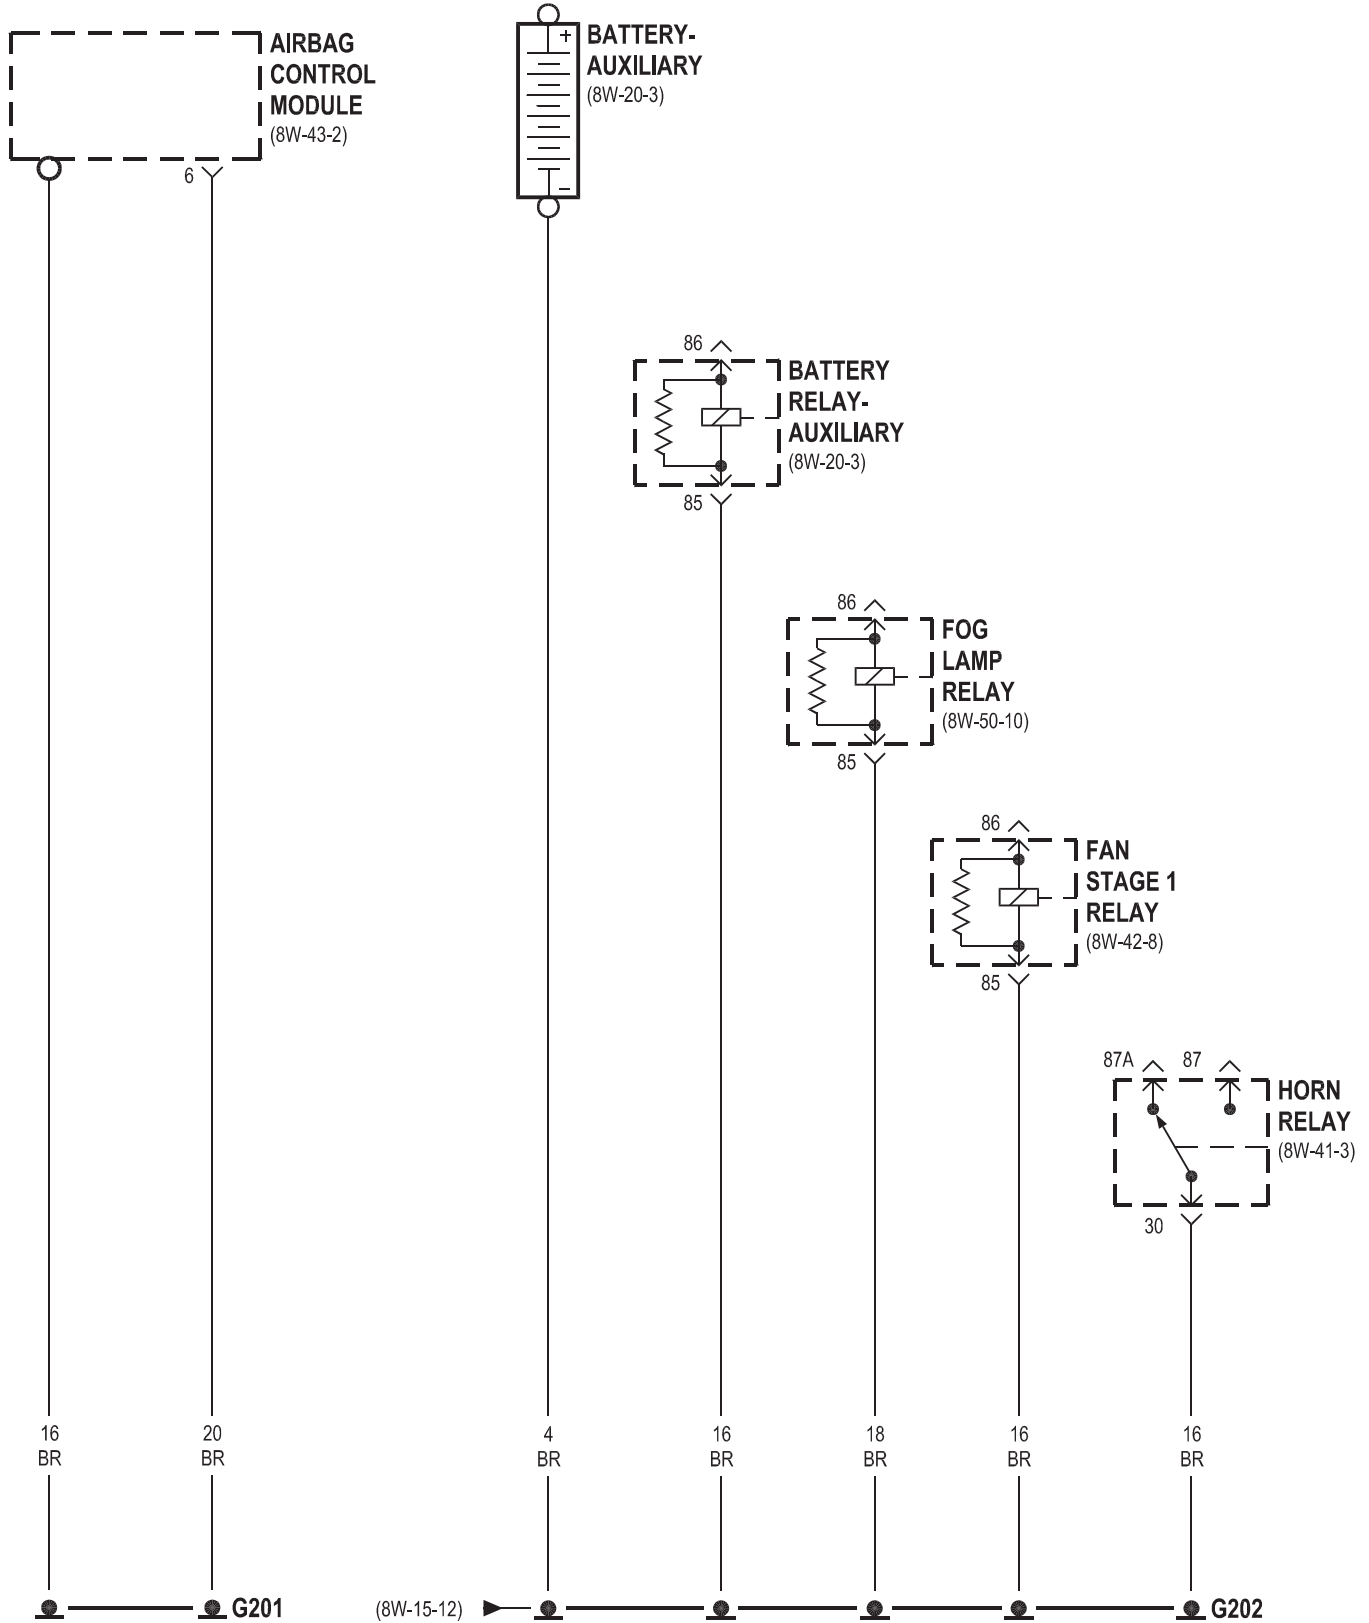 AIRBAG
CONTROL
MODULE
(8W-43-2)
6
+
BATTERY-
AUXILIARY
(8W-20-3)
–
86
BATTERY
RELAY-
AUXILIARY
(8W-20-3)
85
86
FOG
LAMP
RELAY
(8W-50-10)
85
86
FAN
STAGE 1
RELAY
(8W-42-8)
85
87A 87
HORN
RELAY
(8W-41-3)
30
16 20 4 16 18 16 16
BR BR BR BR BR BR BR
G201 (8W-15-12) G202